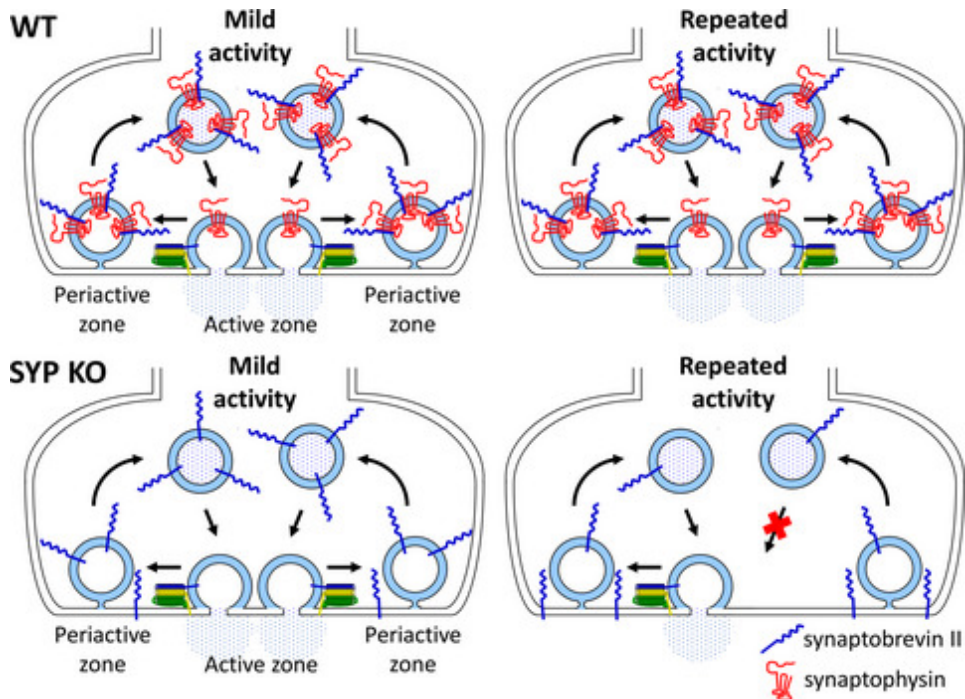 WT
Mild
activity
Repeated
activity
Periactive
zone
Active zone
Periactive
zone
SYP KO
Mild
activity
Repeated
activity
Periactive
zone
Active zone
Periactive
zone
synaptobrevin II
synaptophysin